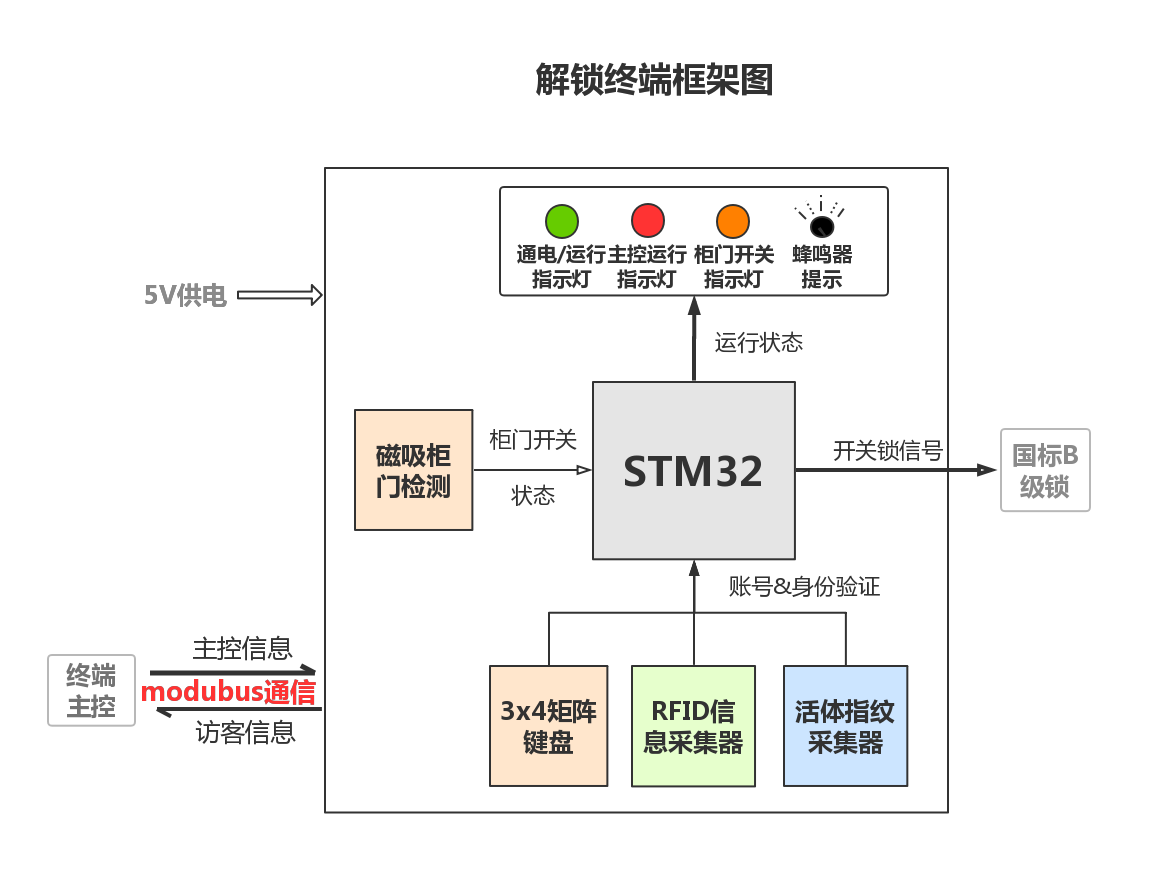 解锁终端框架图
通电/运行
指示灯
主控运行
指示灯
柜门开关
指示灯
蜂鸣器
提示
5V供电
运行状态
磁吸柜
门检测
柜门开关
状态
STM32
开关锁信号
国标B
级锁
账号&身份验证
终端
主控
主控信息
modubus通信
访客信息
3x4矩阵
键盘
RFID信
息采集器
活体指纹
采集器